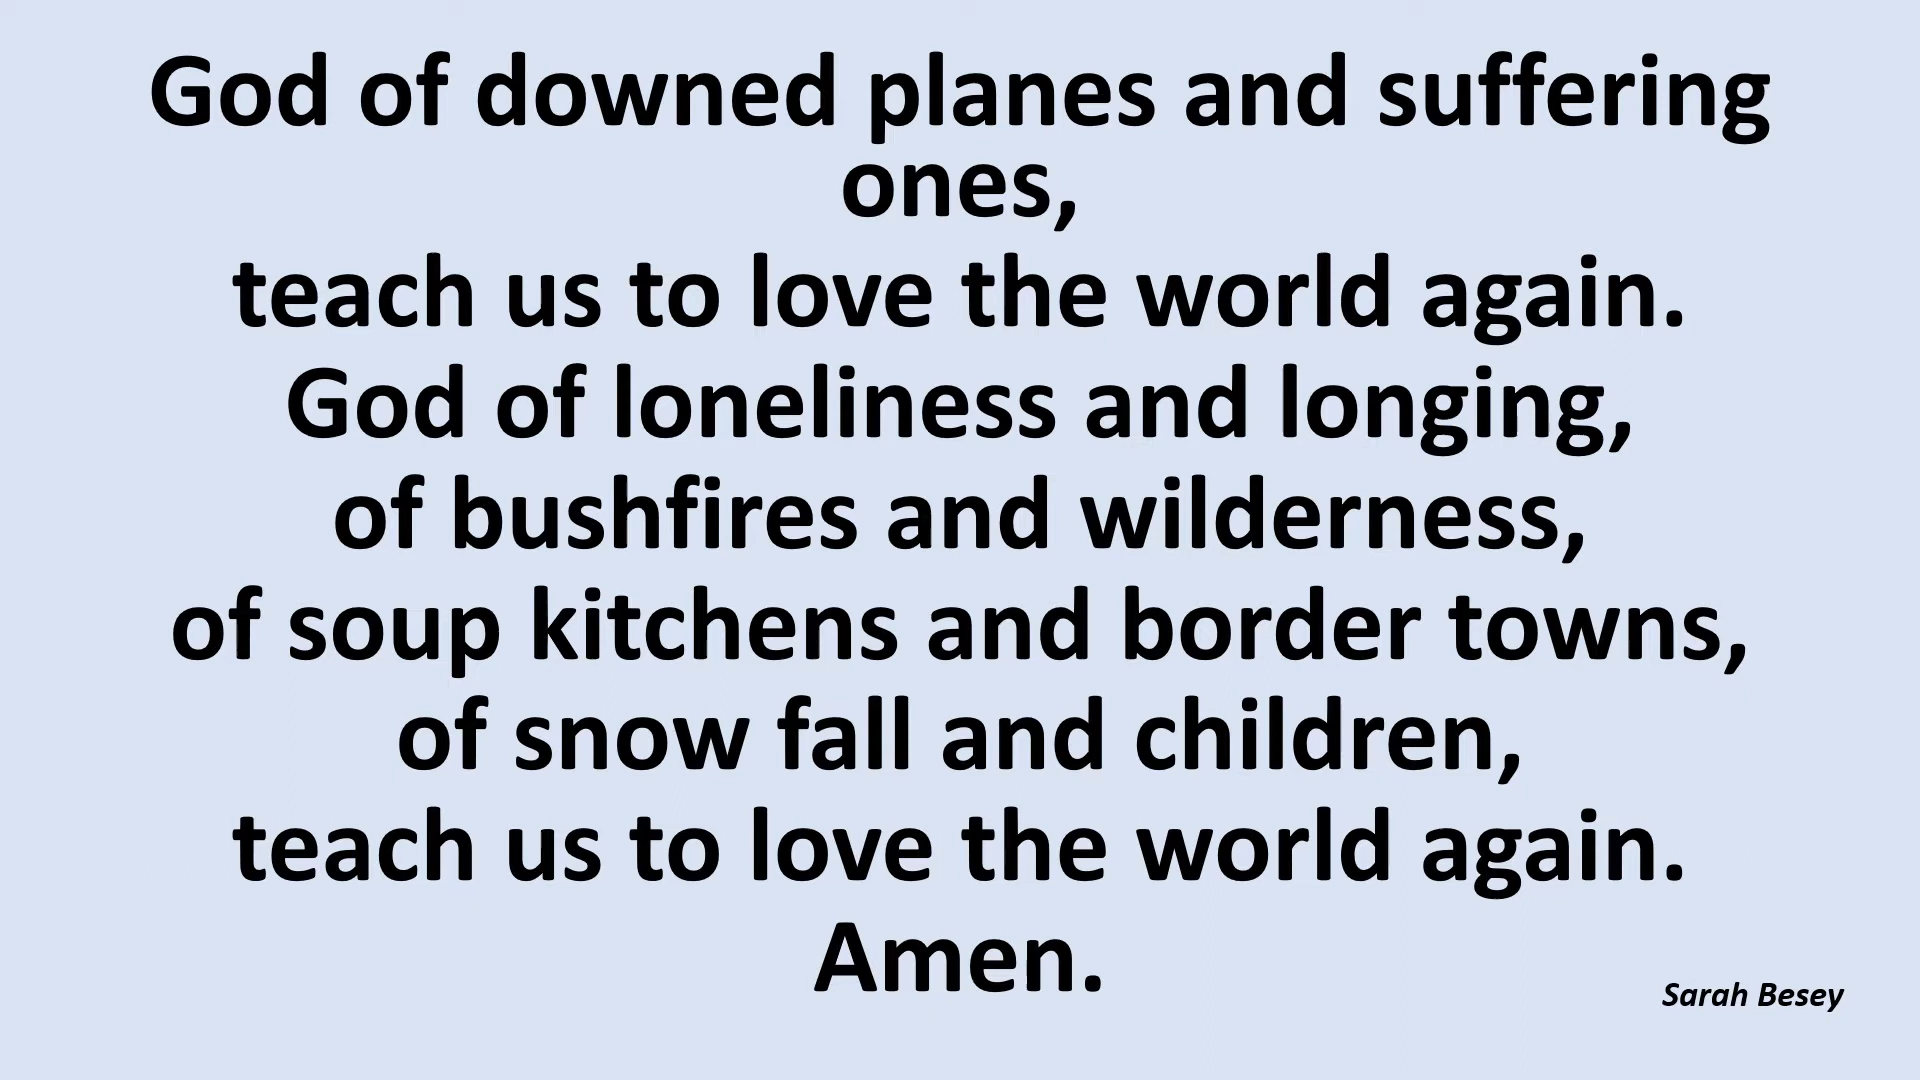 God of downed planes and suffering
ones,
teach us to love the world again.
God of loneliness and longing,
of bushfires and wilderness,
of soup kitchens and border towns,
of snow fall and children,
teach us to love the world again.
Amen.
Sarah Besey